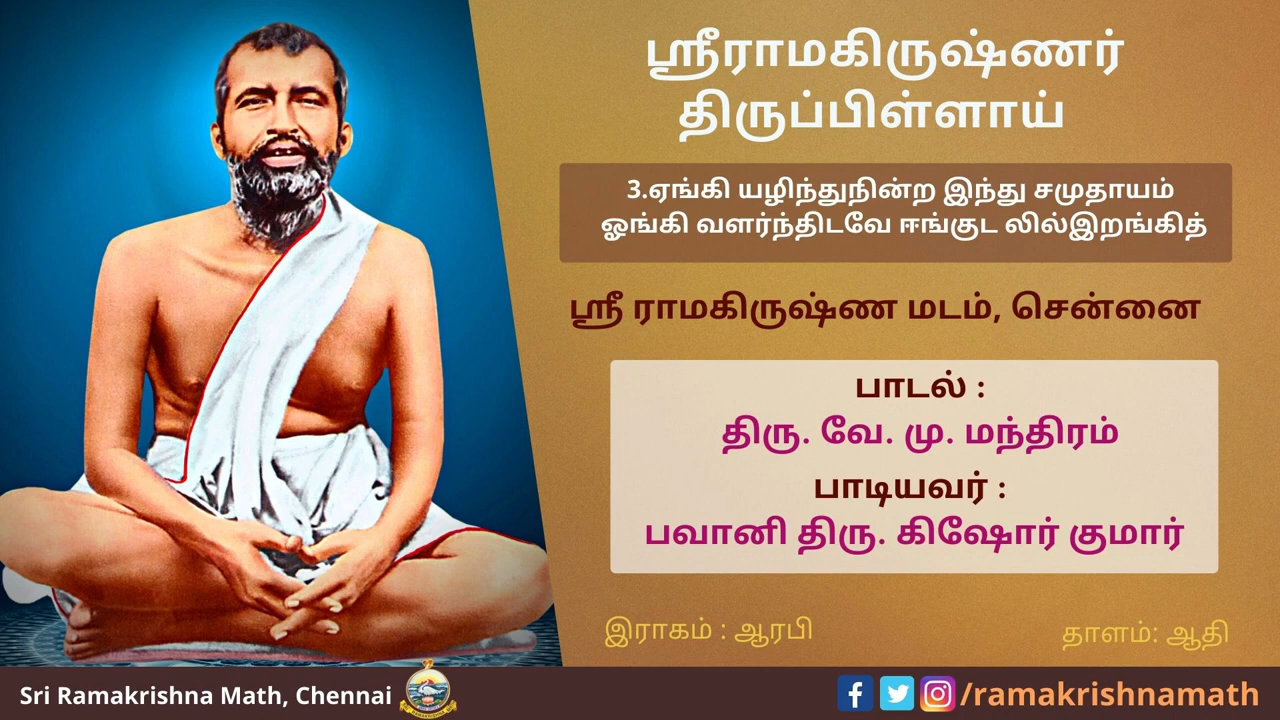 ஸ்ரீராமகிருஷ்ணர்
திருப்பிள்ளாய்
3.ஏங்கி யழிந்துநின்ற இந்து சமுதாயம்
ஓங்கி வளர்ந்திடவே ஈங்குட லில்இறங்கித்
ஸ்ரீ ராமகிருஷ்ண மடம், சென்னை
பாடல் :
திரு. வே. மு. மந்திரம்
பாடியவர் :
பவானி திரு. கிஷோர் குமார்
இராகம் : ஆரபி
தாளம்: ஆதி
Sri Ramakrishna Math, Chennai
/ramakrishnamath